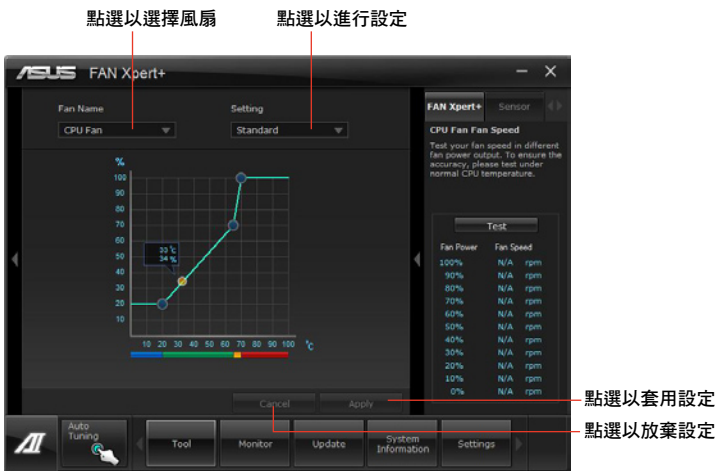 點選以選擇風扇
點選以進行設定
ASUS FAN Xpert+
Fan Name
Setting
CPU Fan
Standard
%
100
90
80
70
60
50
40
30
20
10
33 °C
34 %
10 20 30 40 50 60 70 80 90 100 °C
Cancel
Apply
FAN Xpert+
Sensor
CPU Fan Fan Speed
Test your fan speed in different
fan power output. To ensure the
accuracy, please test under
normal CPU temperature.
Test
Fan Power Fan Speed
100% N/A rpm
90% N/A rpm
80% N/A rpm
70% N/A rpm
60% N/A rpm
50% N/A rpm
40% N/A rpm
30% N/A rpm
20% N/A rpm
10% N/A rpm
0% N/A rpm
點選以套用設定
點選以放棄設定
Auto
Tuning
Tool
Monitor
Update
System
Information
Settings